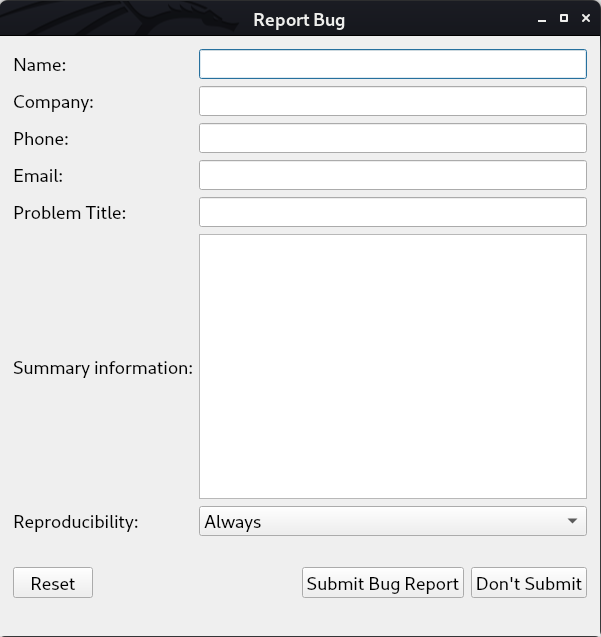 Report Bug
Name:
Company:
Phone:
Email:
Problem Title:
Summary information:
Reproducibility: Always
Reset Submit Bug Report Don't Submit